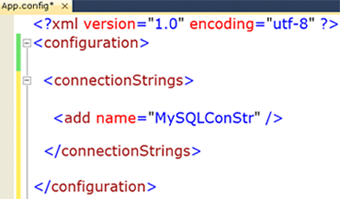 App.config*
<?xml version="1.0" encoding="utf-8" ?>
<configuration>
<connectionStrings>
<add name="MySQLConStr" />
</connectionStrings>
</configuration>